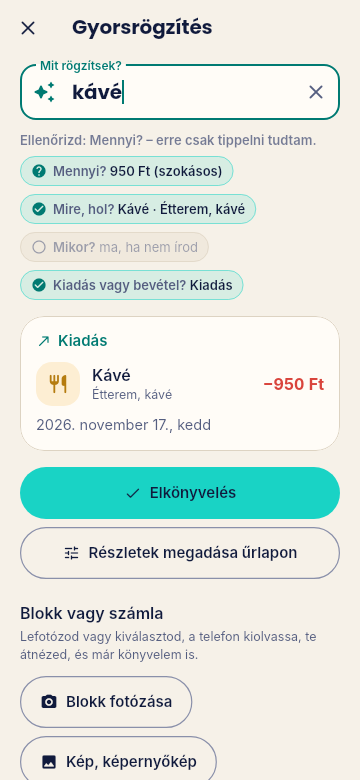 Gyorsrögzítés
Mit rögzítsek?
kávé
Ellenőrizd: Mennyi? – erre csak tippelni tudtam.
Mennyi? 950 Ft (szokásos)
Mire, hol? Kávé · Étterem, kávé
Mikor? ma, ha nem írod
Kiadás vagy bevétel? Kiadás
Kiadás
Kávé
Étterem, kávé
−950 Ft
2026. november 17., kedd
Elkönyvelés
Részletek megadása űrlapon
Blokk vagy számla
Lefotózod vagy kiválasztod, a telefon kiolvassa, te
átnézed, és már könyvelem is.
Blokk fotózása
Kép, képernyőkép